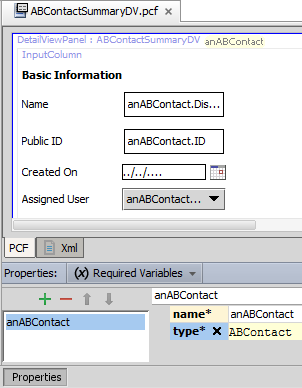 ABContactSummaryDV.pcf
DetailViewPanel : ABContactSummaryDV anABContact
InputColumn
Basic Information
Name anABContact.Dis...
Public ID anABContact.ID
Created On ../../....
Assigned User anABContact...
PCF Xml
Properties: (x) Required Variables
anABContact
anABContact
name* anABContact
type* ABContact
Properties